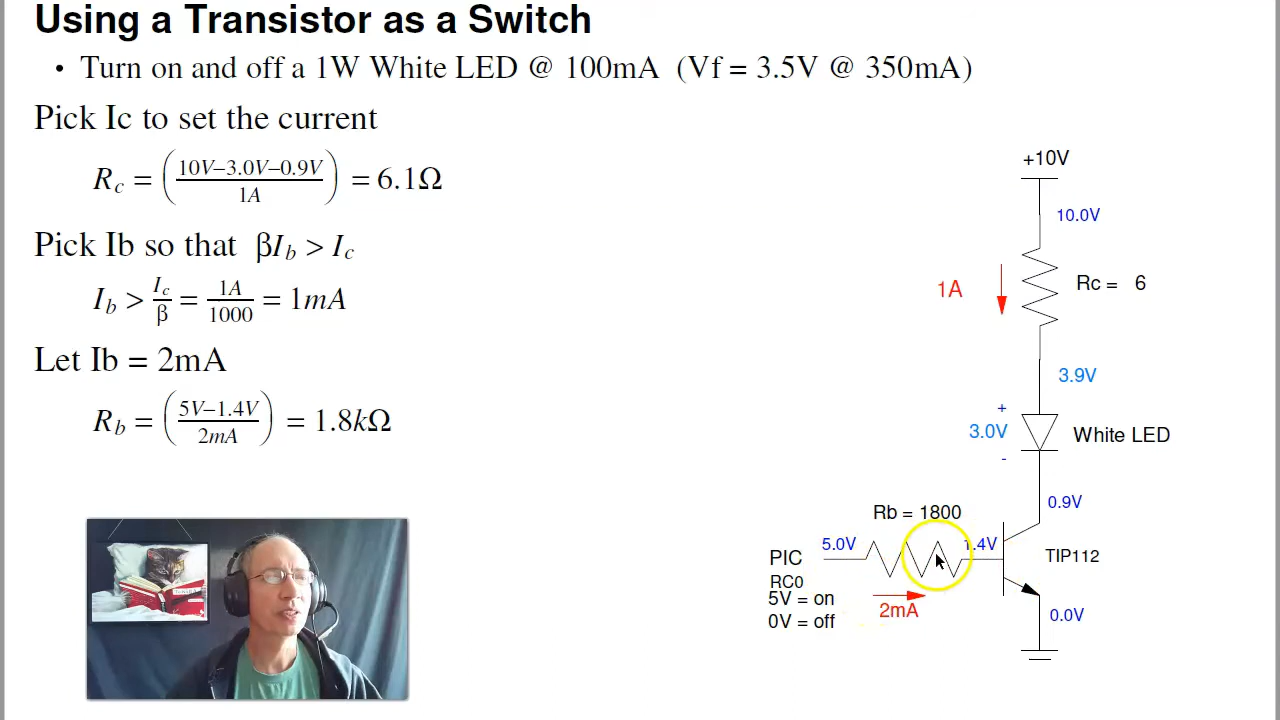 Using a Transistor as a Switch
• Turn on and off a 1W White LED @ 100mA (Vf = 3.5V @ 350mA)
Pick Ic to set the current
Rc = (10V−3.0V−0.9V / 1A) = 6.1Ω
Pick Ib so that βIb > Ic
Ib > Ic/β = 1A/1000 = 1mA
Let Ib = 2mA
Rb = (5V−1.4V / 2mA) = 1.8kΩ
+10V
10.0V
1A
Rc = 6
3.9V
+
3.0V
-
White LED
0.9V
Rb = 1800
5.0V
1.4V
PIC
TIP112
RC0
5V = on
2mA
0V = off
0.0V